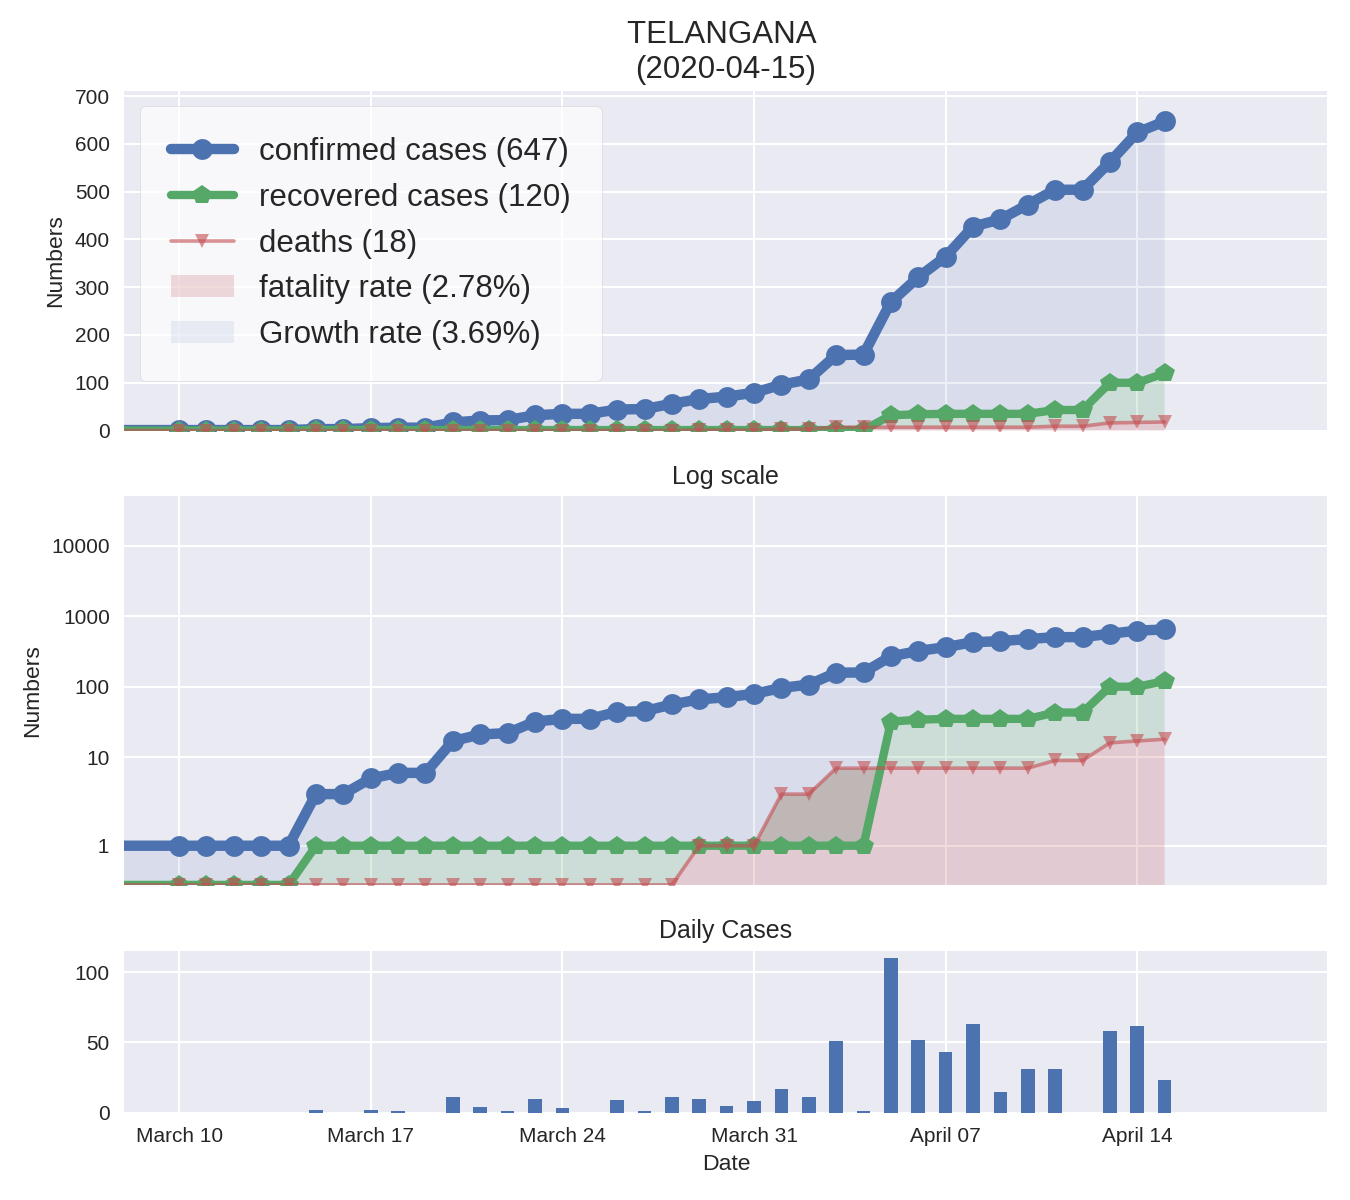 TELANGANA
(2020-04-15)
700
600
500
400
300
200
100
0
Numbers
confirmed cases (647)
recovered cases (120)
deaths (18)
fatality rate (2.78%)
Growth rate (3.69%)
Log scale
10000
1000
100
10
1
Numbers
Daily Cases
100
50
0
March 10
March 17
March 24
March 31
April 07
April 14
Date